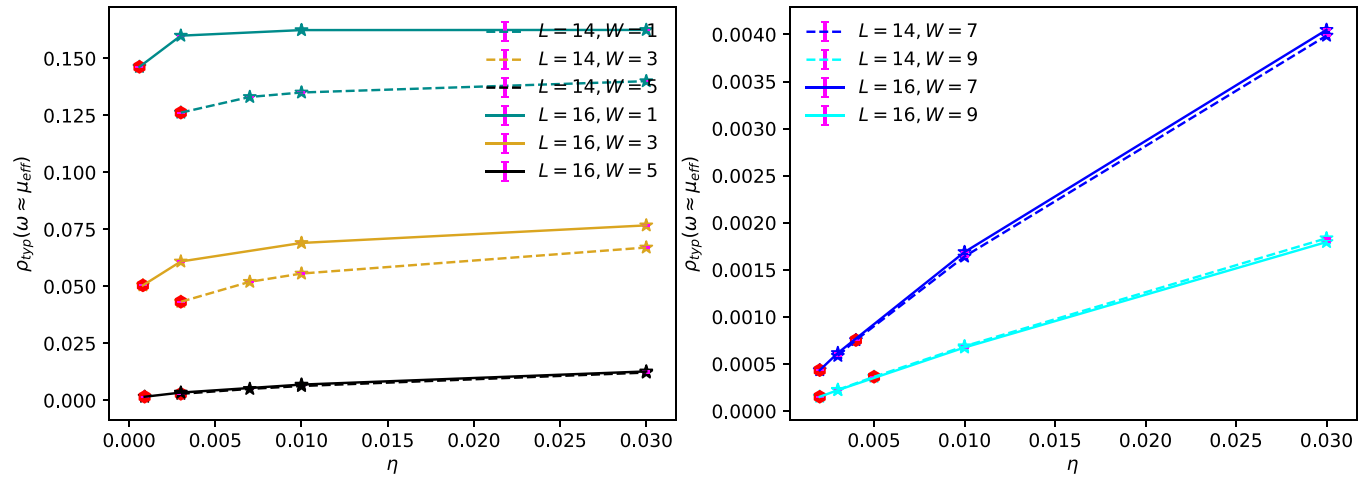 0.150
0.125
0.100
0.075
0.050
0.025
0.000
ρ_typ(ω ≈ μ_eff)
0.000 0.005 0.010 0.015 0.020 0.025 0.030
η
L = 14, W = 1
L = 14, W = 3
L = 14, W = 5
L = 16, W = 1
L = 16, W = 3
L = 16, W = 5
0.0040
0.0035
0.0030
0.0025
0.0020
0.0015
0.0010
0.0005
0.0000
ρ_typ(ω ≈ μ_eff)
0.005 0.010 0.015 0.020 0.025 0.030
η
L = 14, W = 7
L = 14, W = 9
L = 16, W = 7
L = 16, W = 9